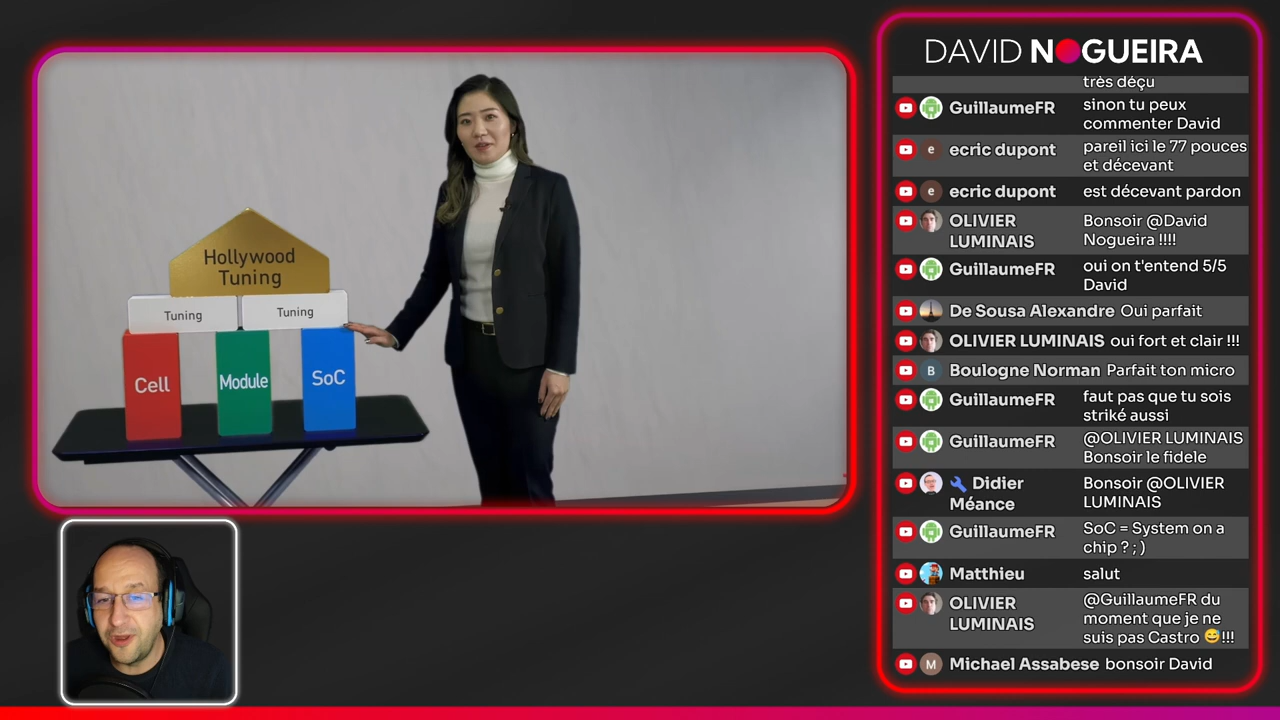 Hollywood
Tuning
Tuning
Tuning
Cell
Module
SoC
DAVID NOGUEIRA
très déçu
GuillaumeFR
sinon tu peux
commenter David
e
ecric dupont
pareil ici le 77 pouces
et décevant
e
ecric dupont
est décevant pardon
OLIVIER
LUMINAIS
Bonsoir @David
Nogueira !!!!
GuillaumeFR
oui on t'entend 5/5
David
De Sousa Alexandre Oui parfait
OLIVIER LUMINAIS oui fort et clair !!!
B
Boulogne Norman Parfait ton micro
GuillaumeFR
faut pas que tu sois
striké aussi
GuillaumeFR
@OLIVIER LUMINAIS
Bonsoir le fidele
Didier
Méance
Bonsoir @OLIVIER
LUMINAIS
GuillaumeFR
SoC = System on a
chip ? ; )
Matthieu
salut
OLIVIER
LUMINAIS
@GuillaumeFR du
moment que je ne
suis pas Castro 😅!!!
M
Michael Assabese bonsoir David